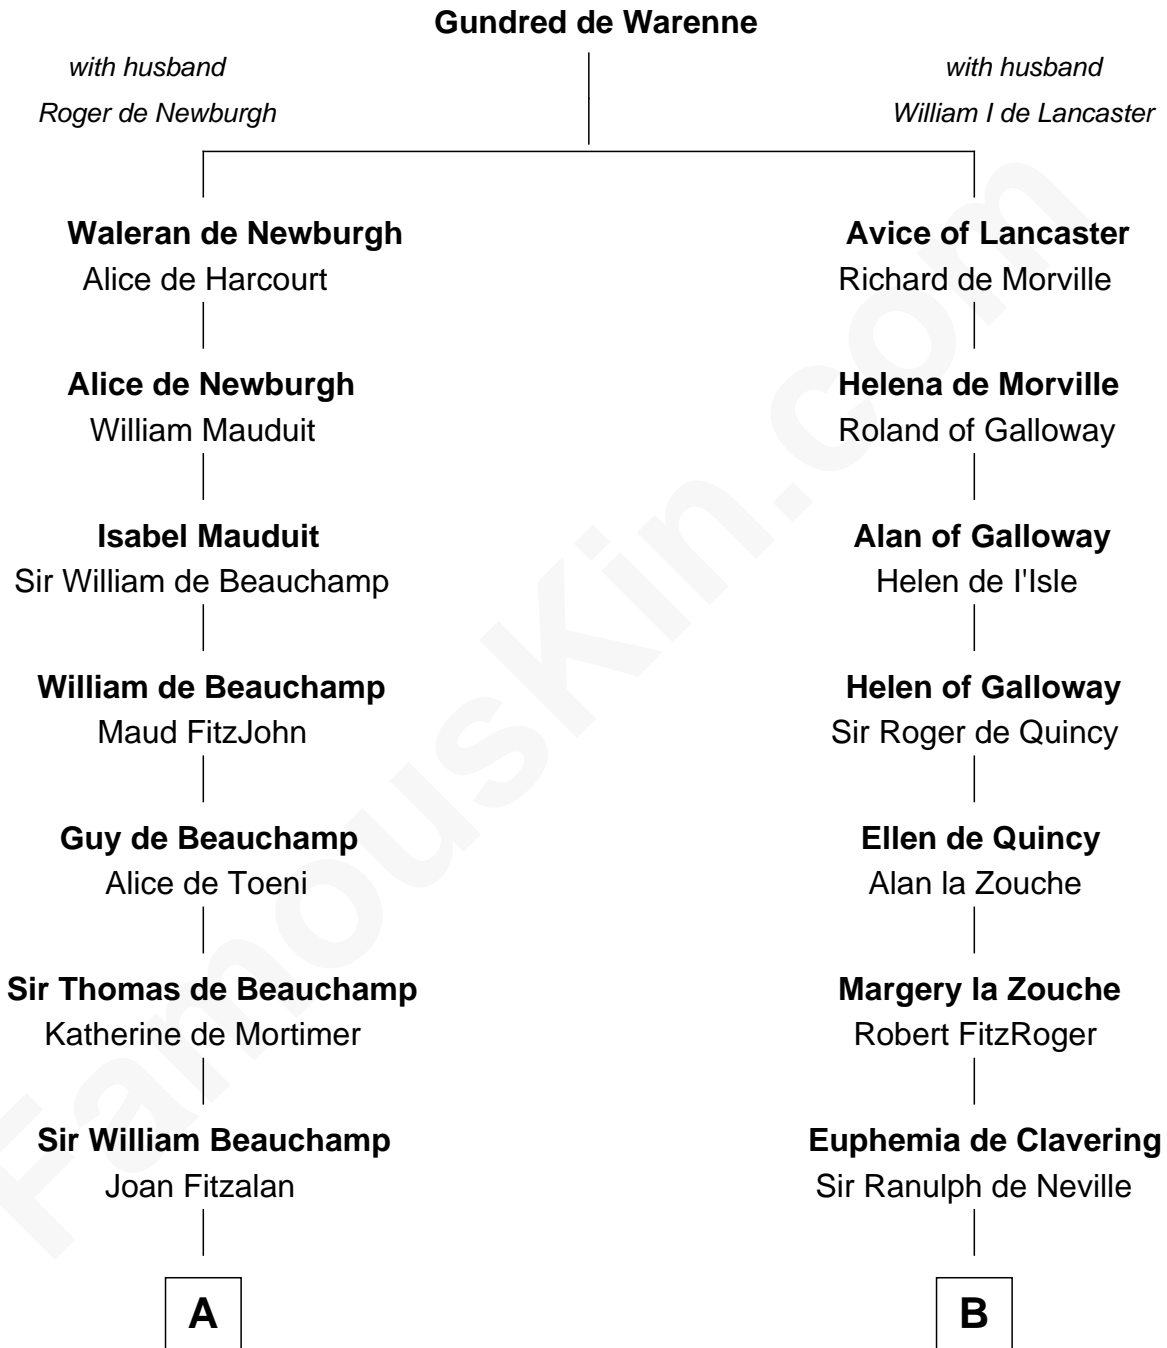 Gundred de Warenne
with husband
Roger de Newburgh
with husband
William I de Lancaster
Waleran de Newburgh
Alice de Harcourt
Avice of Lancaster
Richard de Morville
Alice de Newburgh
William Mauduit
Helena de Morville
Roland of Galloway
Isabel Mauduit
Sir William de Beauchamp
Alan of Galloway
Helen de I'Isle
William de Beauchamp
Maud FitzJohn
Helen of Galloway
Sir Roger de Quincy
Guy de Beauchamp
Alice de Toeni
Ellen de Quincy
Alan la Zouche
Sir Thomas de Beauchamp
Katherine de Mortimer
Margery la Zouche
Robert FitzRoger
Sir William Beauchamp
Joan Fitzalan
Euphemia de Clavering
Sir Ranulph de Neville
A
B
FamousKin.com